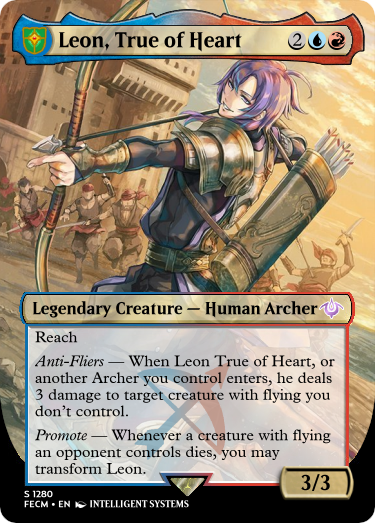 Leon, True of Heart 2
Legendary Creature — Human Archer
Reach
Anti-Fliers — When Leon True of Heart, or
another Archer you control enters, he deals
3 damage to target creature with flying you
don't control.
Promote — Whenever a creature with flying
an opponent controls dies, you may
transform Leon.
3/3
S 1280
FECM • EN INTELLIGENT SYSTEMS